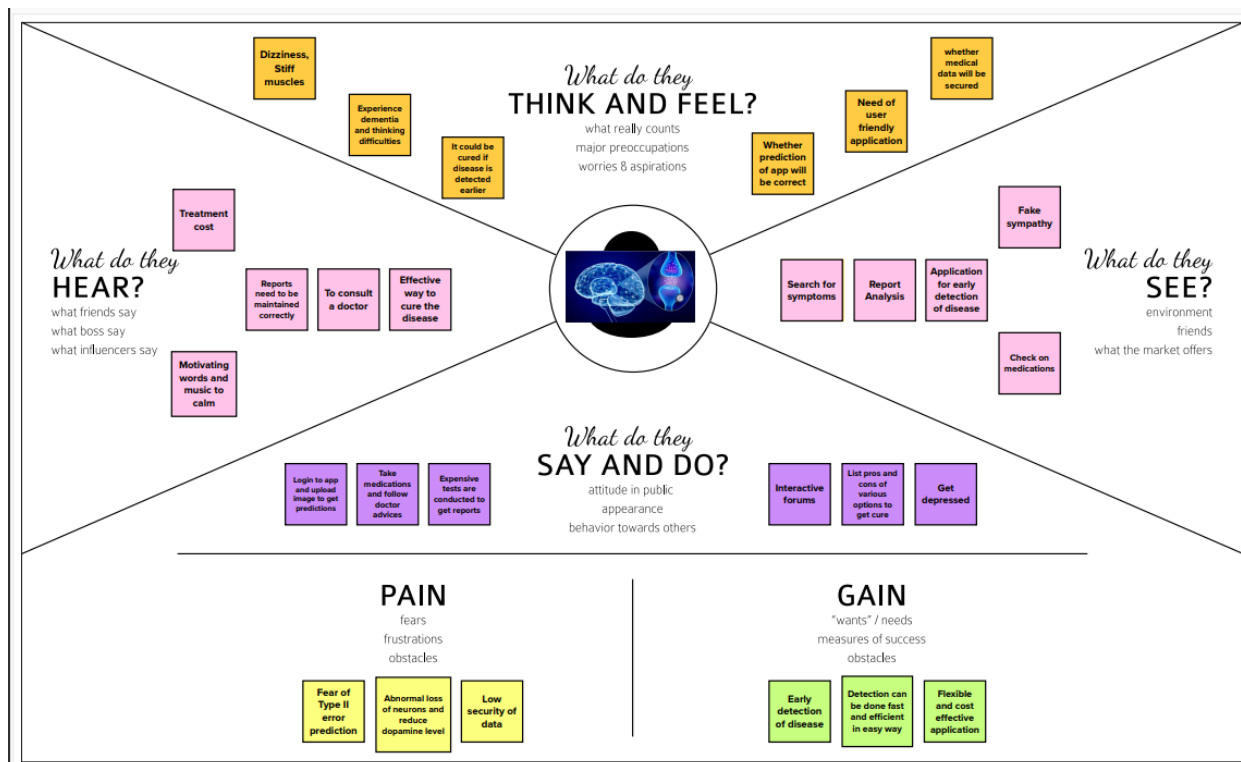 What do they
THINK AND FEEL?
what really counts
major preoccupations
worries & aspirations
Dizziness,
Stiff
muscles
Experience
dementia
and thinking
difficulties
It could be
cured if
disease is
detected
earlier
Whether
prediction
of app will
be correct
Need of
user
friendly
application
whether
medical
data will be
secured
What do they
HEAR?
what friends say
what boss say
what influencers say
Treatment
cost
Reports
need to be
maintained
correctly
To consult
a doctor
Effective
way to
cure the
disease
Motivating
words and
music to
calm
What do they
SEE?
environment
friends
what the market offers
Fake
sympathy
Search for
symptoms
Report
Analysis
Application
for early
detection
of disease
Check on
medications
What do they
SAY AND DO?
attitude in public
appearance
behavior towards others
Login to app
and upload
image to get
predictions
Take
medications
and follow
doctor
advices
Expensive
tests are
conducted to
get reports
Interactive
forums
List pros and
cons of
various
options to
get cure
Get
depressed
PAIN
fears
frustrations
obstacles
Fear of
Type II
error
prediction
Abnormal loss
of neurons and
reduce
dopamine level
Low
security of
data
GAIN
"wants" / needs
measures of success
obstacles
Early
detection
of disease
Detection can
be done fast
and efficient
in easy way
Flexible
and cost
effective
application